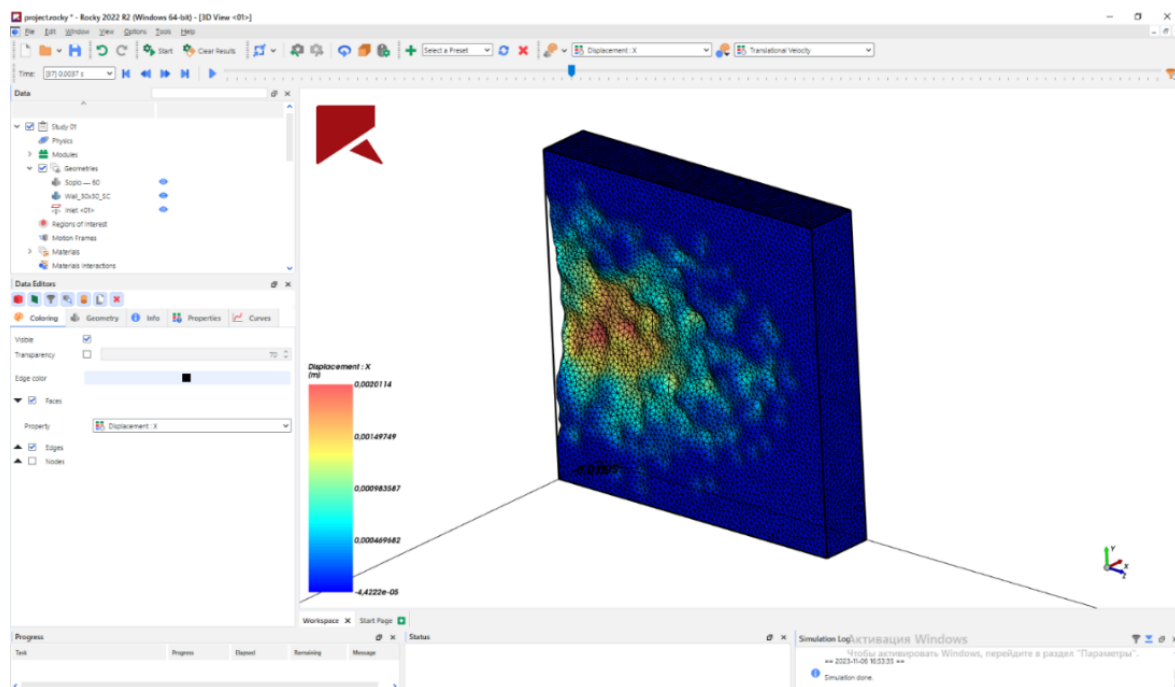 project.rocky * - Rocky 2022 R2 (Windows 64-bit) - [3D View <01>]
File Edit Window View Options Tools Help
Start Clear Results Select a Preset Displacement : X Translational Velocity
Time: [37] 0.0037 s
Data
Study 01
Physics
Modules
Geometries
Soplo — 60
Wall_30x30_SC
Inlet <01>
Regions of Interest
Motion Frames
Materials
Materials Interactions
Data Editors
Coloring Geometry Info Properties Curves
Visible
Transparency 70
Edge color
Faces
Property Displacement : X
Edges
Nodes
Displacement : X
(m)
0,0020114
0,00149749
0,000983587
0,000469682
-4,4222e-05
Y
X
Z
Workspace Start Page
Progress
Task Progress Elapsed Remaining Message
Status
Simulation Log
Активация Windows
Чтобы активировать Windows, перейдите в раздел "Параметры".
== 2023-11-06 16:53:35 ==
Simulation done.